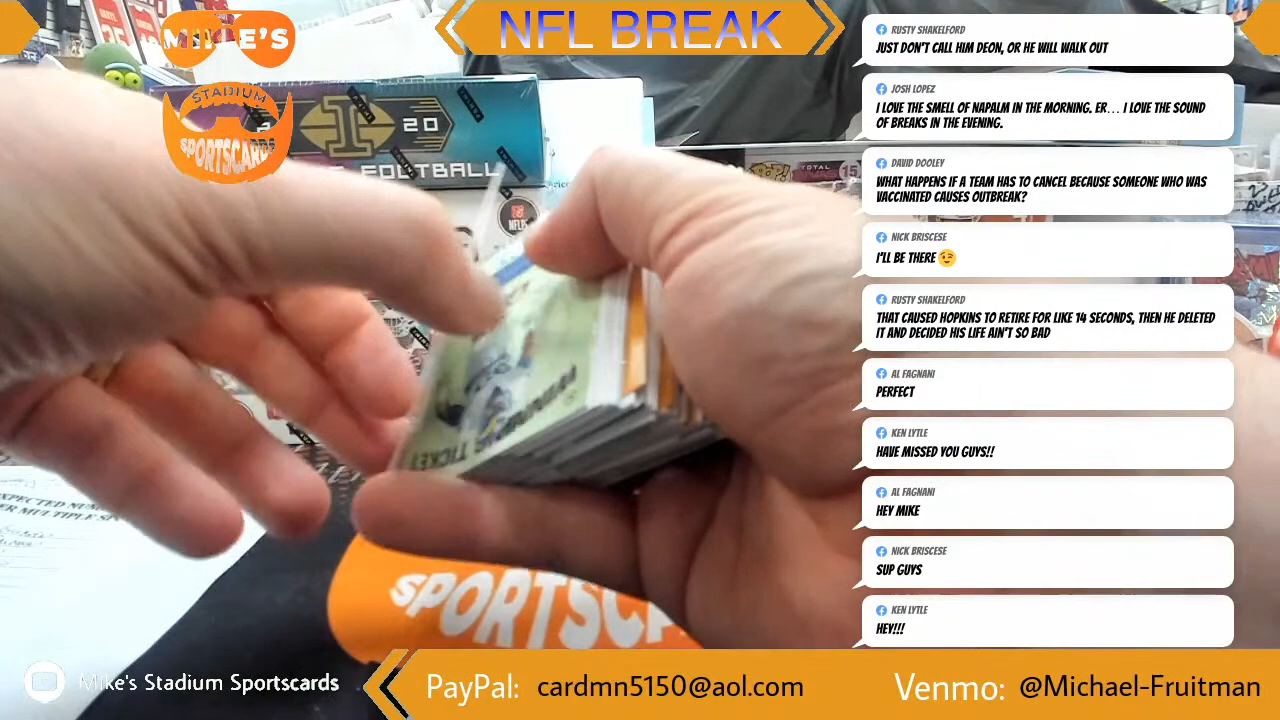 NFL BREAK
MIKE'S
STADIUM
SPORTSCARDS
20
FOOTBALL
NFLPA
TOTAL
15
TICKET
SPORTSC
RUSTY SHAKELFORD
JUST DON'T CALL HIM DEON, OR HE WILL WALK OUT
JOSH LOPEZ
I LOVE THE SMELL OF NAPALM IN THE MORNING. ER... I LOVE THE SOUND
OF BREAKS IN THE EVENING.
DAVID DOOLEY
WHAT HAPPENS IF A TEAM HAS TO CANCEL BECAUSE SOMEONE WHO WAS
VACCINATED CAUSES OUTBREAK?
NICK BRISCESE
I'LL BE THERE 😉
RUSTY SHAKELFORD
THAT CAUSED HOPKINS TO RETIRE FOR LIKE 14 SECONDS, THEN HE DELETED
IT AND DECIDED HIS LIFE AIN'T SO BAD
AL FAGNANI
PERFECT
KEN LYTLE
HAVE MISSED YOU GUYS!!
AL FAGNANI
HEY MIKE
NICK BRISCESE
SUP GUYS
KEN LYTLE
HEY!!!
Mike's Stadium Sportscards
PayPal: cardmn5150@aol.com
Venmo: @Michael-Fruitman